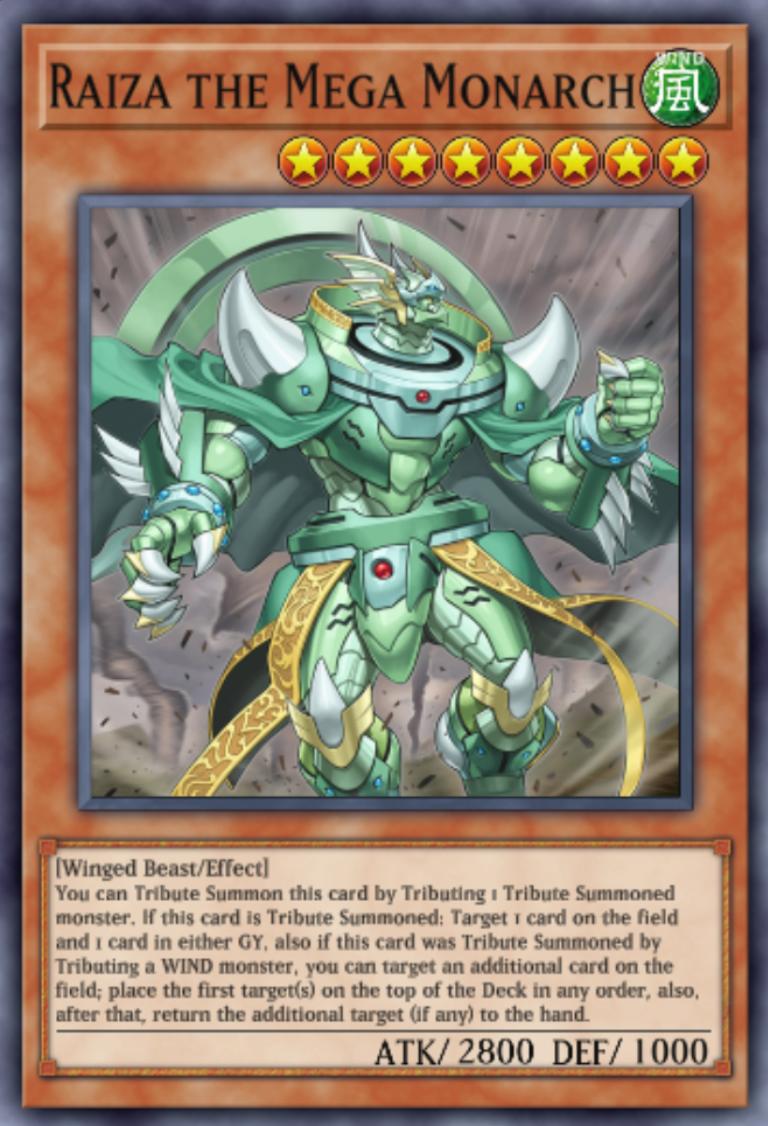 Raiza the Mega Monarch
WIND
風
[Winged Beast/Effect]
You can Tribute Summon this card by Tributing 1 Tribute Summoned
monster. If this card is Tribute Summoned: Target 1 card on the field
and 1 card in either GY, also if this card was Tribute Summoned by
Tributing a WIND monster, you can target an additional card on the
field; place the first target(s) on the top of the Deck in any order, also,
after that, return the additional target (if any) to the hand.
ATK/ 2800 DEF/ 1000